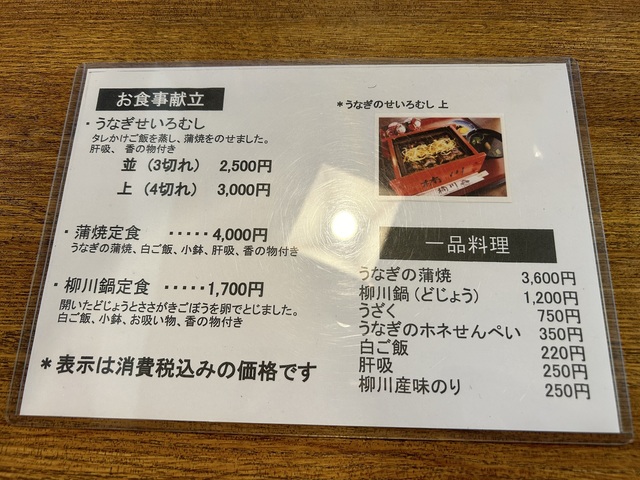 お食事献立
・うなぎせいろむし
タレかけご飯を蒸し、蒲焼をのせました。
肝吸、香の物付き
並（3切れ） 2,500円
上（4切れ） 3,000円
・蒲焼定食 ‥‥‥4,000円
うなぎの蒲焼、白ご飯、小鉢、肝吸、香の物付き
・柳川鍋定食 ‥‥‥1,700円
開いたどじょうとささがきごぼうを卵でとじました。
白ご飯、小鉢、お吸い物、香の物付き
＊表示は消費税込みの価格です
＊うなぎのせいろむし 上
一品料理
うなぎの蒲焼 3,600円
柳川鍋（どじょう） 1,200円
うざく 750円
うなぎのホネせんぺい 350円
白ご飯 220円
肝吸 250円
柳川産味のり 250円